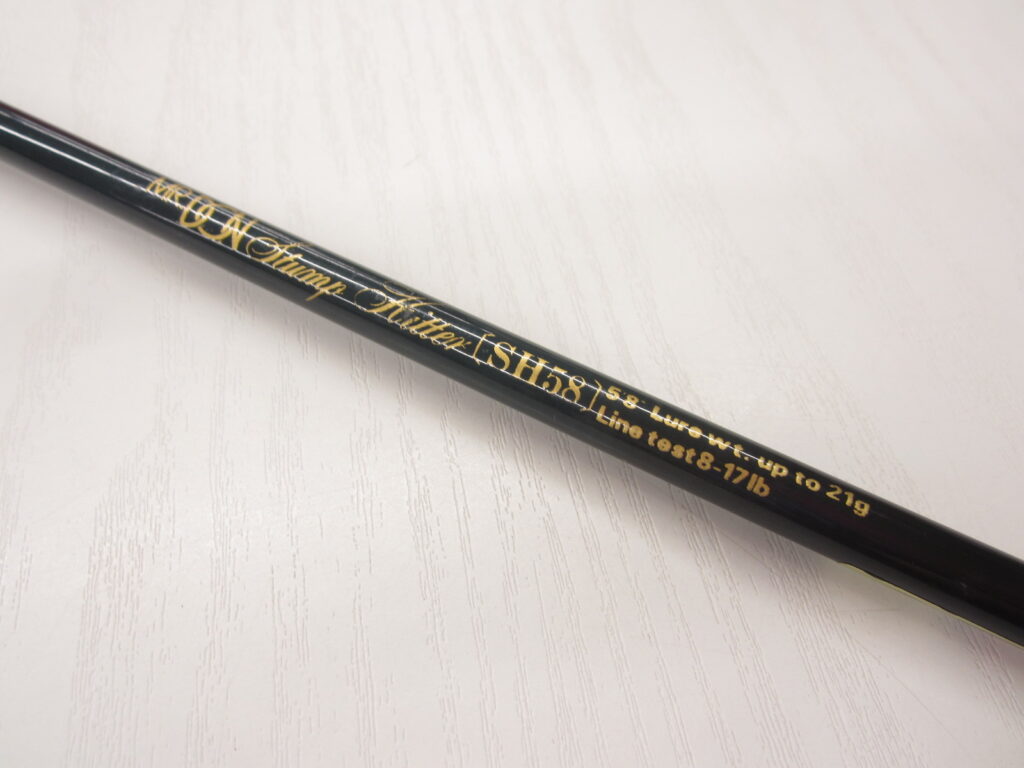 Stump Hitter [SH58]
5'8" Lure wt. up to 21g
Line test 8-17lb